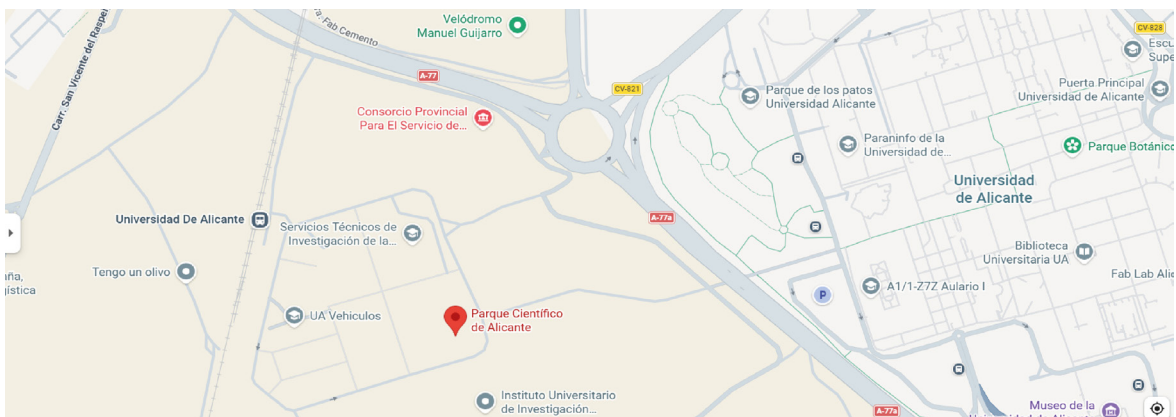 Velódromo
Manuel Guijarro
Fab Cemento
Carr. San Vicente del Raspei
A-77
CV-821
CV-828
Escu
Supe
Puerta Principal
Universidad de Alicante
Parque de los patos
Universidad Alicante
Consorcio Provincial
Para El Servicio de...
Paraninfo de la
Universidad de...
Parque Botánic
Universidad
de Alicante
Universidad De Alicante
A-77a
Servicios Técnicos de
Investigación de la...
Biblioteca
Universitaria UA
aña,
gística
Tengo un olivo
Fab Lab Alic
A1/1-Z7Z Aulario I
P
UA Vehiculos
Parque Científico
de Alicante
Instituto Universitario
de Investigación...
A-77a
Museo de la